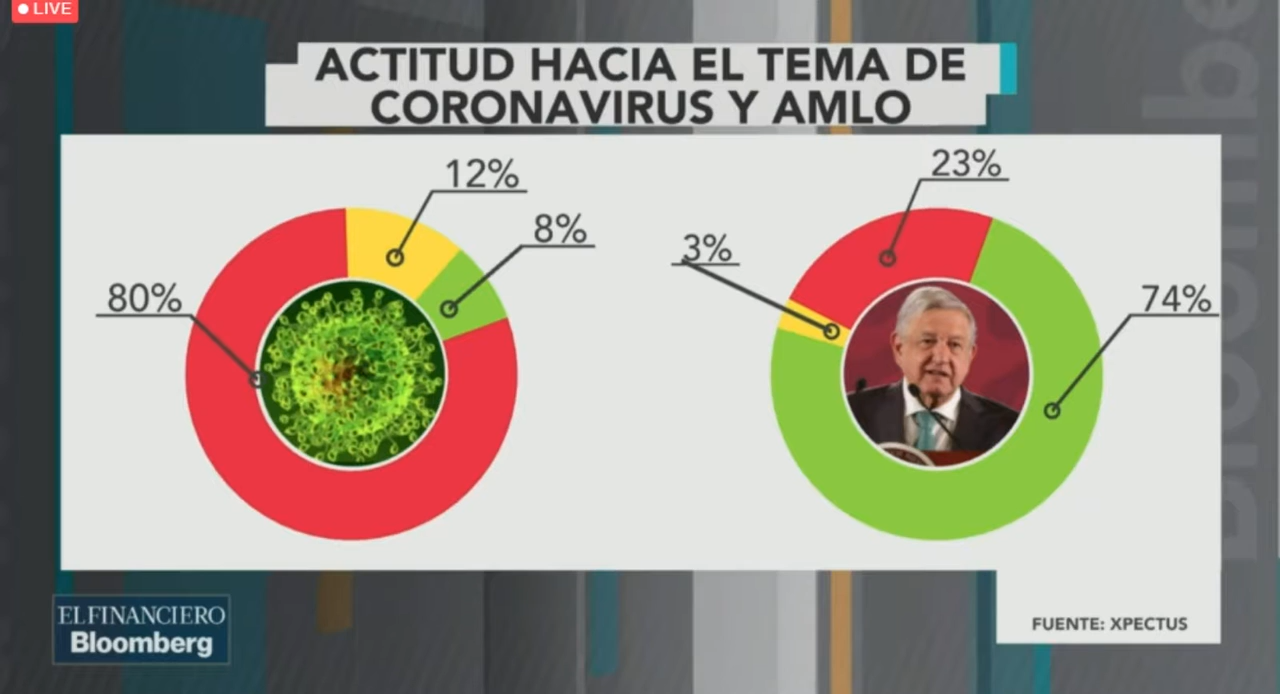 LIVE
ACTITUD HACIA EL TEMA DE
CORONAVIRUS Y AMLO
12%
8%
80%
23%
3%
74%
Bloomberg
EL FINANCIERO
Bloomberg
FUENTE: XPECTUS